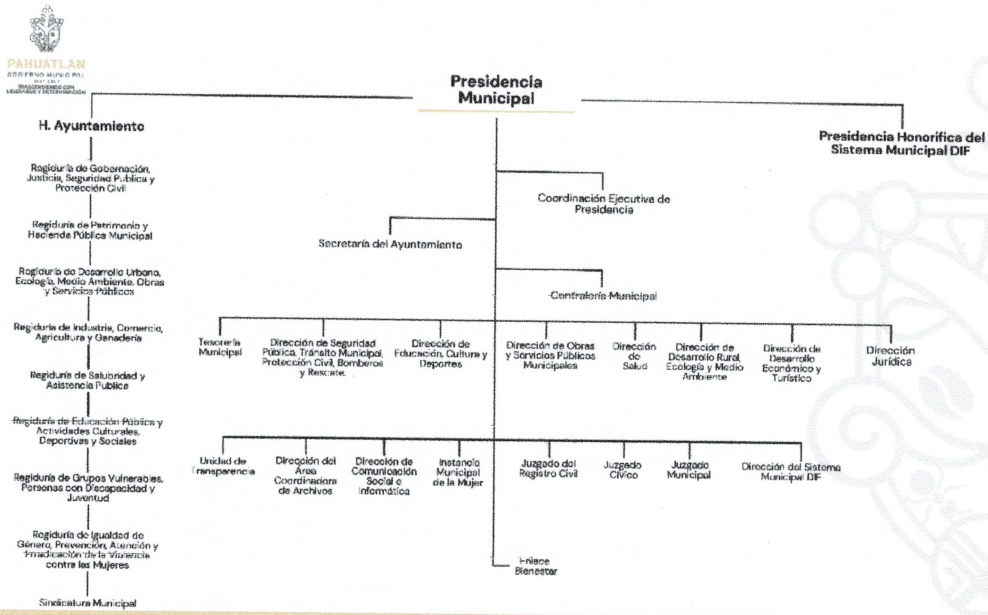 PAHUATLÁN
GOBIERNO MUNICIPAL
TRASCENDIENDO CON
LIDERAZGO Y DETERMINACIÓN
Presidencia
Municipal
H. Ayuntamiento
Presidencia Honorifica del
Sistema Municipal DIF
Regiduría de Gobernación,
Justicia, Seguridad Publica y
Protección Civil
Coordinación Ejecutiva de
Presidencia
Regiduría de Patrimonio y
Hacienda Pública Municipal
Secretaría del Ayuntamiento
Regiduría de Desarrollo Urbano,
Ecología, Medio Ambiente, Obras
y Servicios Públicos
Contraloría Municipal
Regiduría de Industria, Comercio,
Agricultura y Ganadería
Tesorería
Municipal
Dirección de Seguridad
Pública, Tránsito Municipal,
Protección Civil, Bomberos
y Rescate.
Dirección de
Educación, Cultura y
Deportes
Dirección de Obras
y Servicios Públicos
Municipales
Dirección
de
Salud
Dirección de
Desarrollo Rural,
Ecología y Medio
Ambiente
Dirección de
Desarrollo
Económico y
Turístico
Dirección
Jurídica
Regiduría de Salubridad y
Asistencia Publica
Regiduría de Educación Pública y
Actividades Culturales,
Deportivas y Sociales
Unidad de
Transparencia
Dirección del
Área
Coordinadora
de Archivos
Dirección de
Comunicación
Social e
Informática
Instancia
Municipal
de la Mujer
Juzgado del
Registro Civil
Juzgado
Cívico
Juzgado
Municipal
Dirección del Sistema
Municipal DIF
Regiduría de Grupos Vulnerables,
Personas con Discapacidad y
Juventud
Regiduría de Igualdad de
Género, Prevención, Atención y
Erradicación de la Violencia
contra las Mujeres
Enlace
Bienestar
Sindicatura Municipal